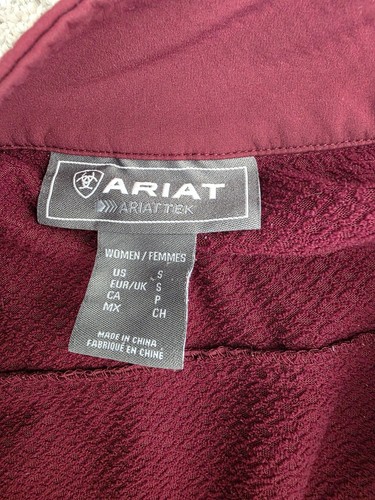 ARIAT
ARIATTEK
WOMEN / FEMMES
US S
EUR/UK S
CA P
MX CH
MADE IN CHINA
FABRIQUÉ EN CHINE